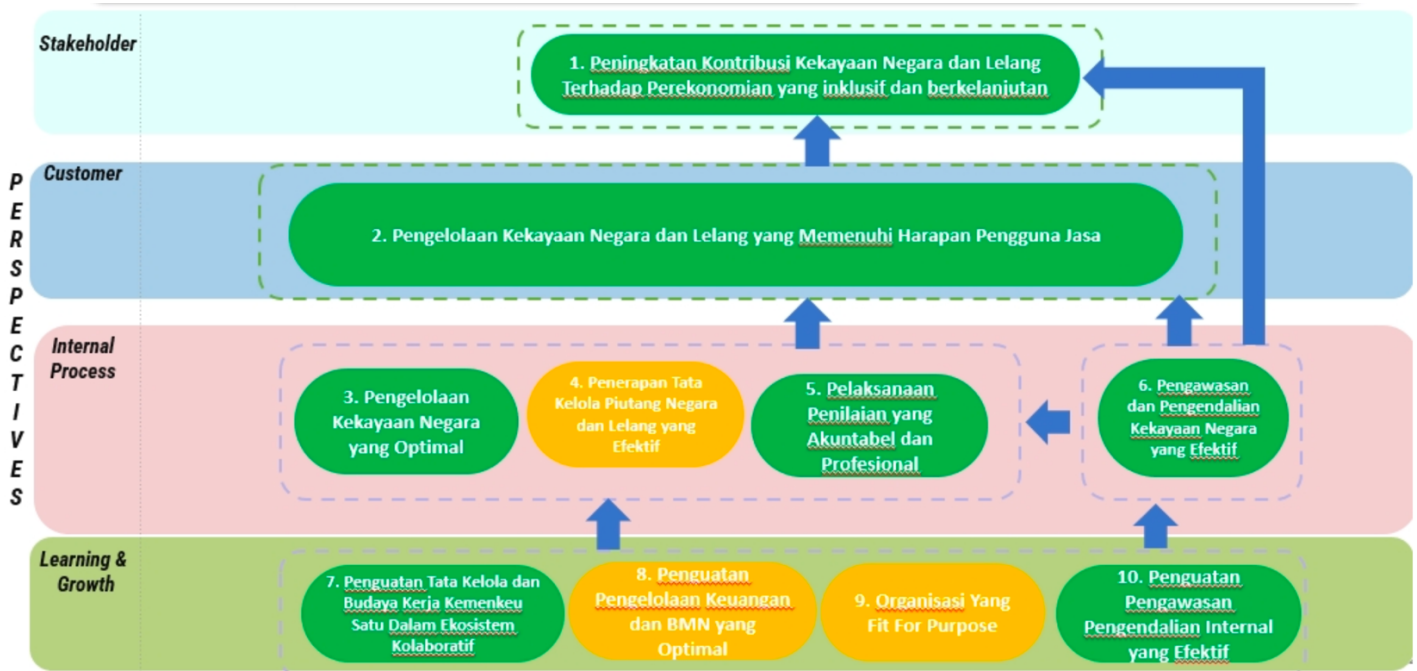 Stakeholder
1. Peningkatan Kontribusi Kekayaan Negara dan Lelang
Terhadap Perekonomian yang inklusif dan berkelanjutan
PERSPECTIVES
Customer
2. Pengelolaan Kekayaan Negara dan Lelang yang Memenuhi Harapan Pengguna Jasa
Internal
Process
3. Pengelolaan
Kekayaan Negara
yang Optimal
4. Penerapan Tata
Kelola Piutang Negara
dan Lelang yang
Efektif
5. Pelaksanaan
Penilaian yang
Akuntabel dan
Profesional
6. Pengawasan
dan Pengendalian
Kekayaan Negara
yang Efektif
Learning &
Growth
7. Penguatan Tata Kelola dan
Budaya Kerja Kemenkeu
Satu Dalam Ekosistem
Kolaboratif
8. Penguatan
Pengelolaan Keuangan
dan BMN yang
Optimal
9. Organisasi Yang
Fit For Purpose
10. Penguatan
Pengawasan
Pengendalian Internal
yang Efektif